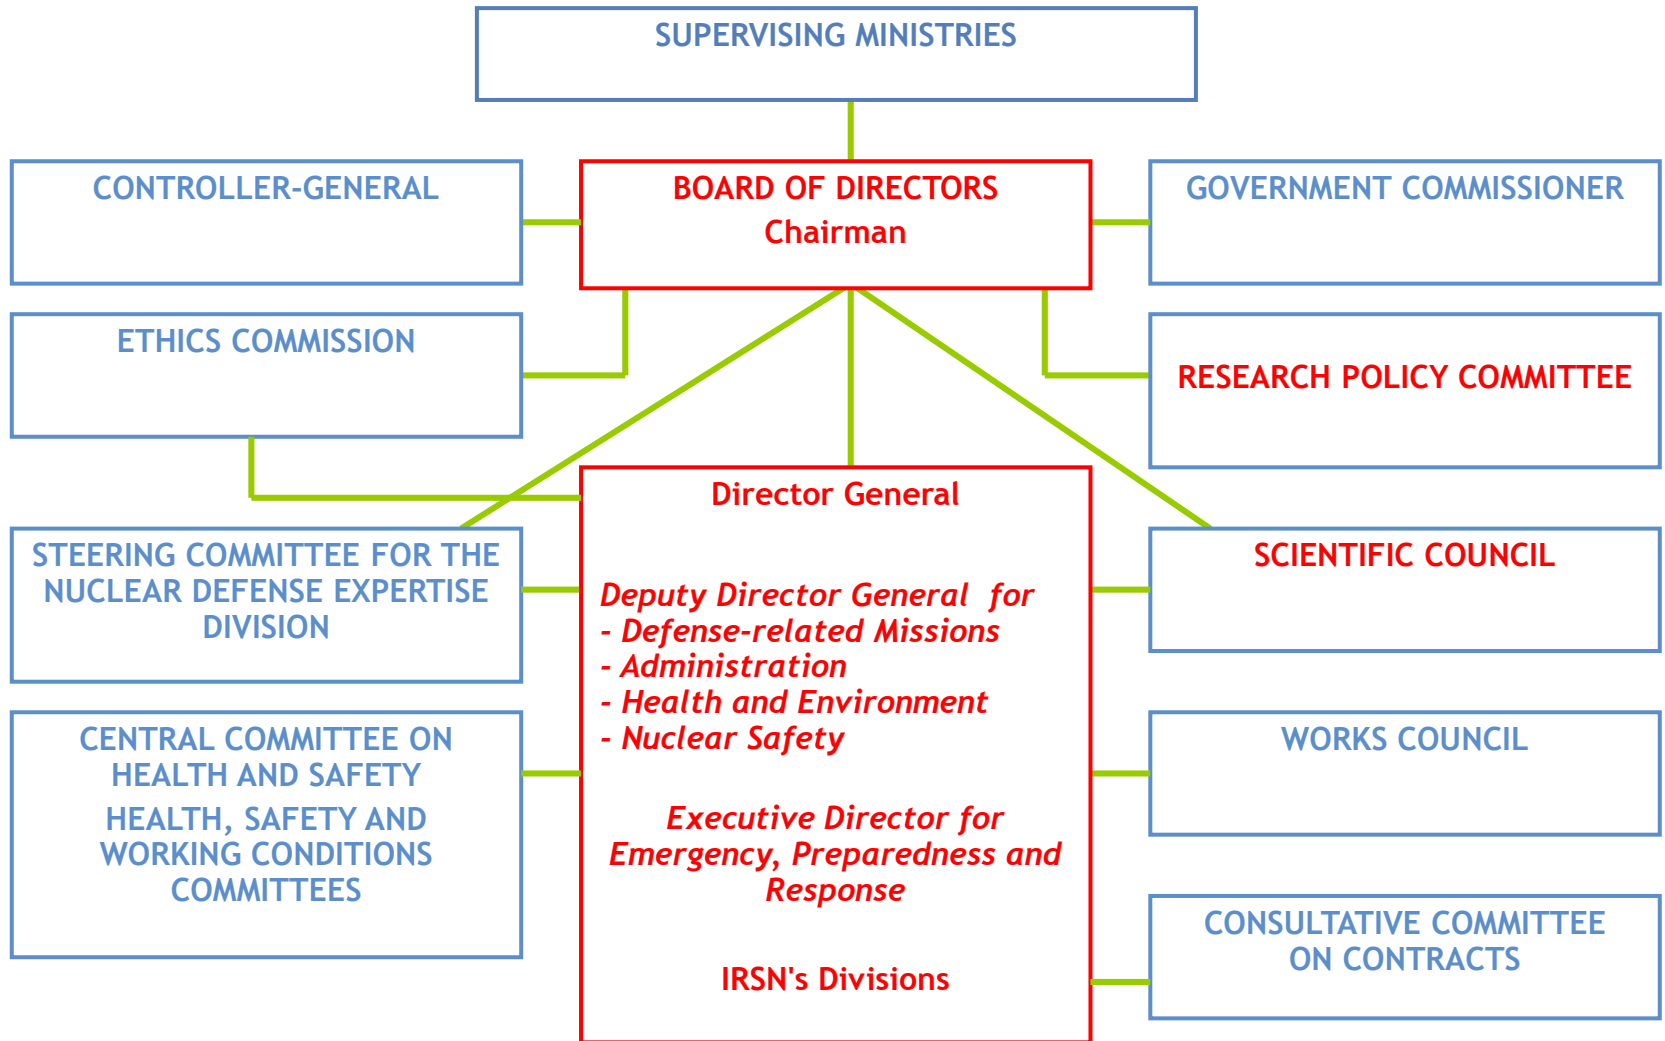 SUPERVISING MINISTRIES
CONTROLLER-GENERAL
BOARD OF DIRECTORS
Chairman
GOVERNMENT COMMISSIONER
ETHICS COMMISSION
RESEARCH POLICY COMMITTEE
Director General
Deputy Director General  for
- Defense-related Missions
- Administration
- Health and Environment
- Nuclear Safety
Executive Director for
Emergency, Preparedness and
Response
IRSN's Divisions
STEERING COMMITTEE FOR THE
NUCLEAR DEFENSE EXPERTISE
DIVISION
SCIENTIFIC COUNCIL
CENTRAL COMMITTEE ON
HEALTH AND SAFETY
HEALTH, SAFETY AND
WORKING CONDITIONS
COMMITTEES
WORKS COUNCIL
CONSULTATIVE COMMITTEE
ON CONTRACTS